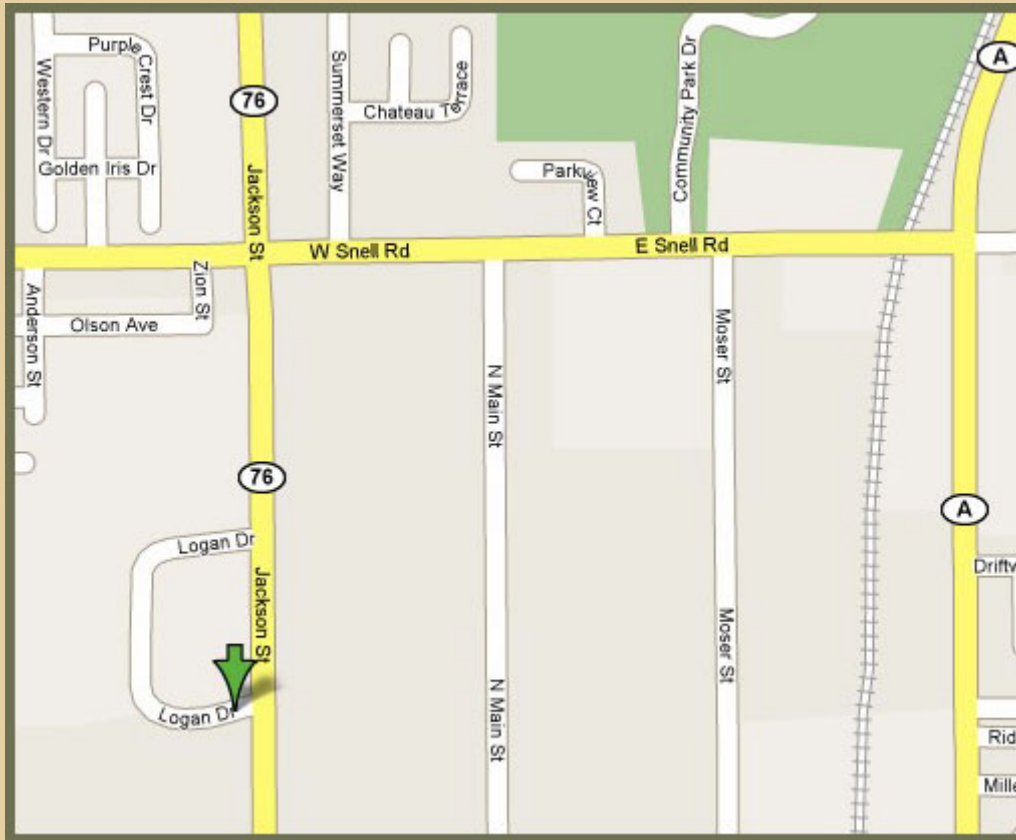 Purple Crest Dr
Western Dr
Golden Iris Dr
76
Jackson St
Summerset Way
Chateau Terrace
Community Park Dr
A
Parkview Ct
W Snell Rd
E Snell Rd
Anderson St
Zion St
Olson Ave
N Main St
Moser St
76
A
Logan Dr
Jackson St
Driftw
Moser St
N Main St
Logan Dr
Rid
Mille